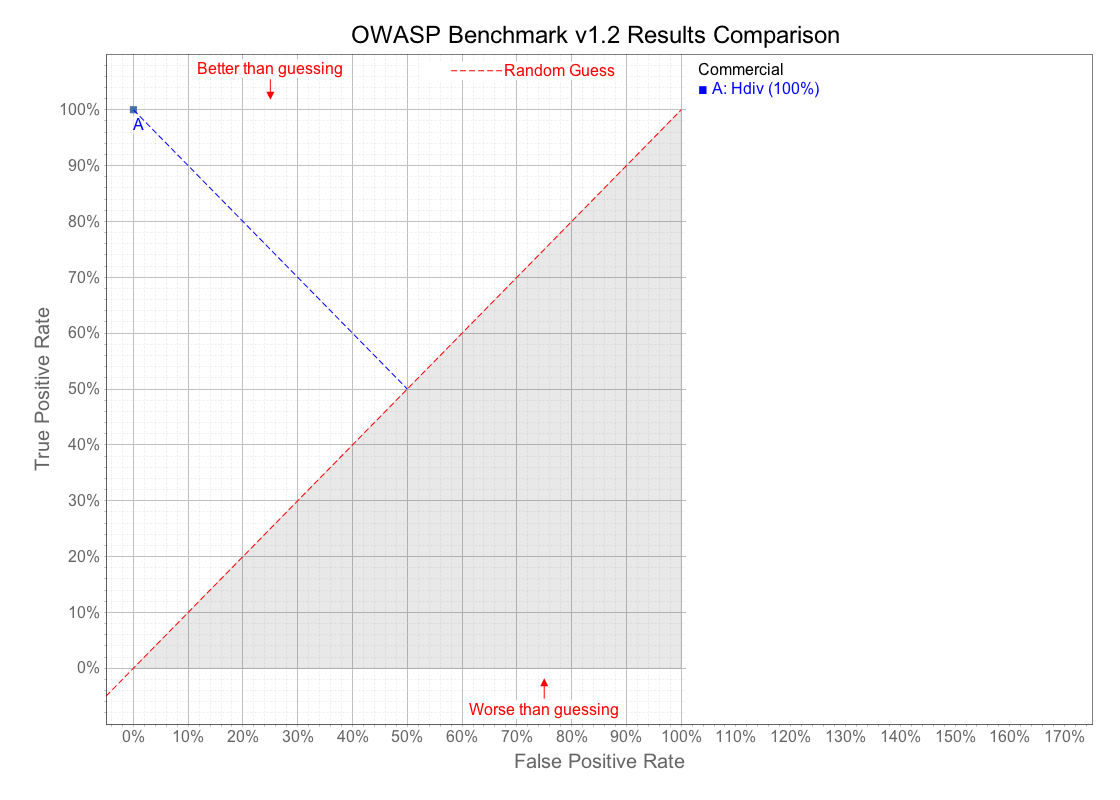 OWASP Benchmark v1.2 Results Comparison
Better than guessing
Random Guess
Commercial
A: Hdiv (100%)
100%
A
90%
80%
70%
60%
50%
40%
30%
20%
10%
0%
True Positive Rate
Worse than guessing
0% 10% 20% 30% 40% 50% 60% 70% 80% 90% 100% 110% 120% 130% 140% 150% 160% 170%
False Positive Rate